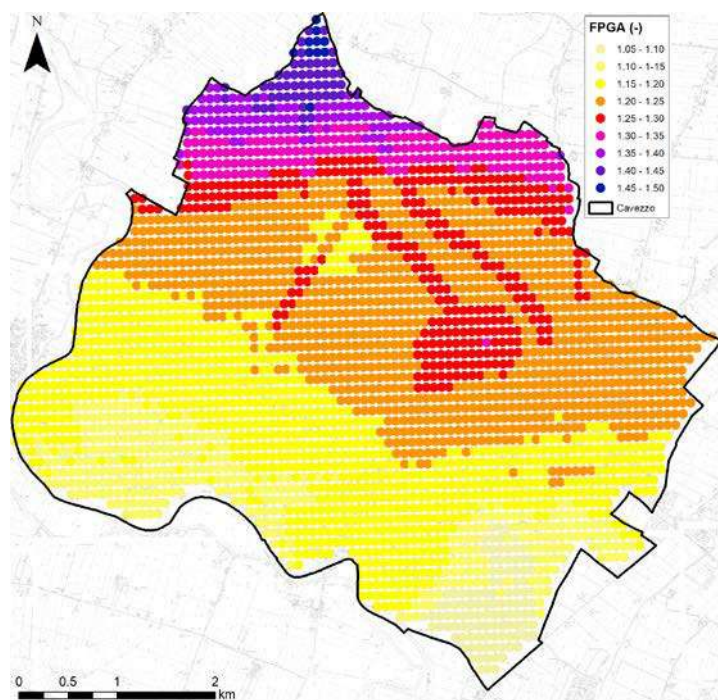 N
FPGA (-)
1.05 - 1.10
1.10 - 1-15
1.15 - 1.20
1.20 - 1.25
1.25 - 1.30
1.30 - 1.35
1.35 - 1.40
1.40 - 1.45
1.45 - 1.50
Cavezzo
0 0.5 1 2
km